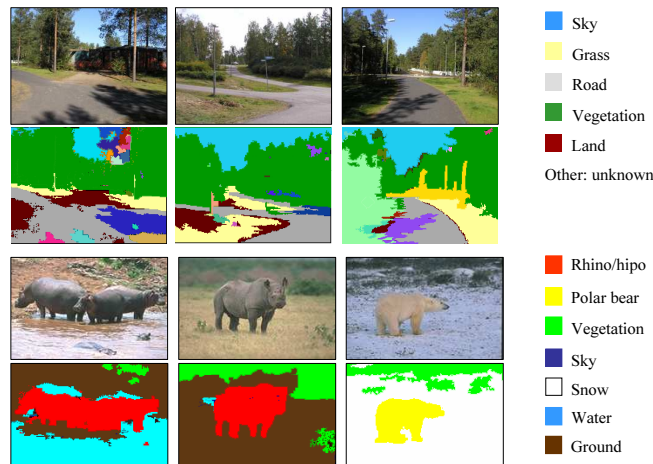 Sky
Grass
Road
Vegetation
Land
Other: unknown
Rhino/hipo
Polar bear
Vegetation
Sky
Snow
Water
Ground